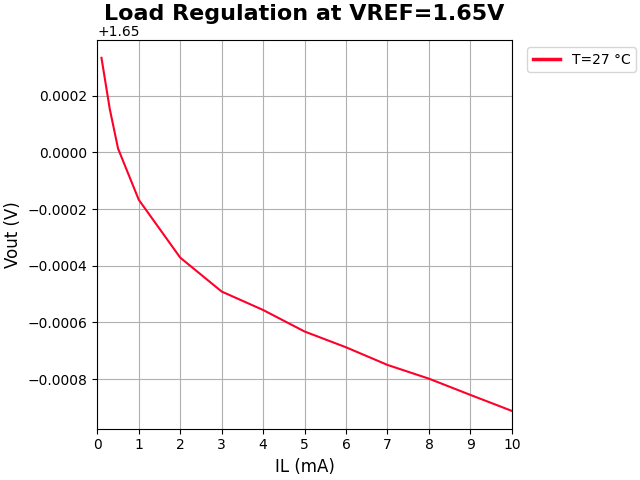 Load Regulation at VREF=1.65V
+1.65
T=27 °C
0.0002
0.0000
−0.0002
−0.0004
−0.0006
−0.0008
Vout (V)
0 1 2 3 4 5 6 7 8 9 10
IL (mA)